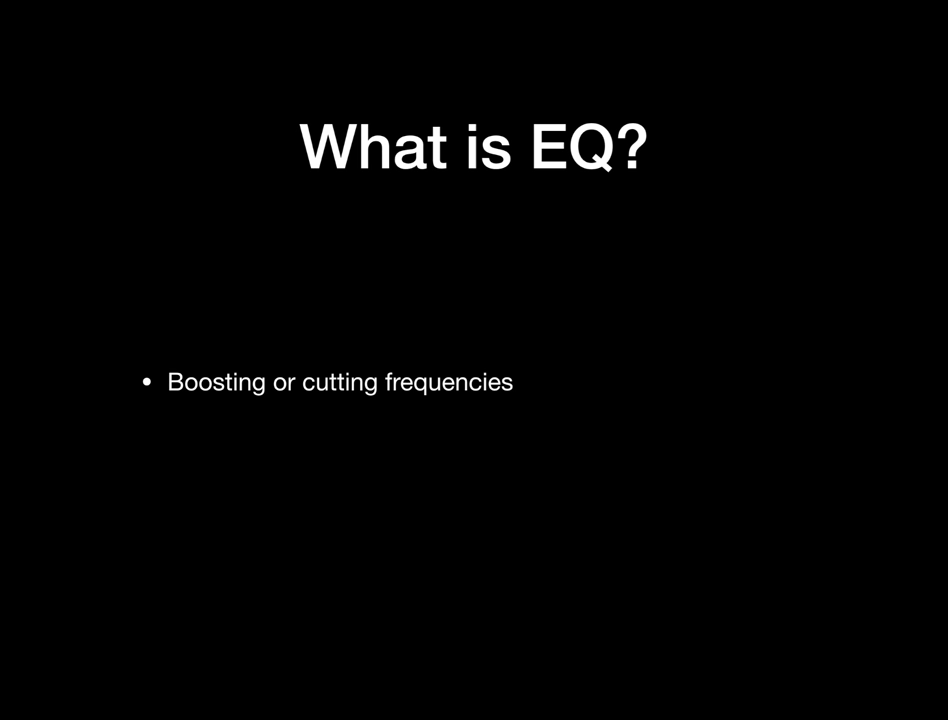 What is EQ?
• Boosting or cutting frequencies